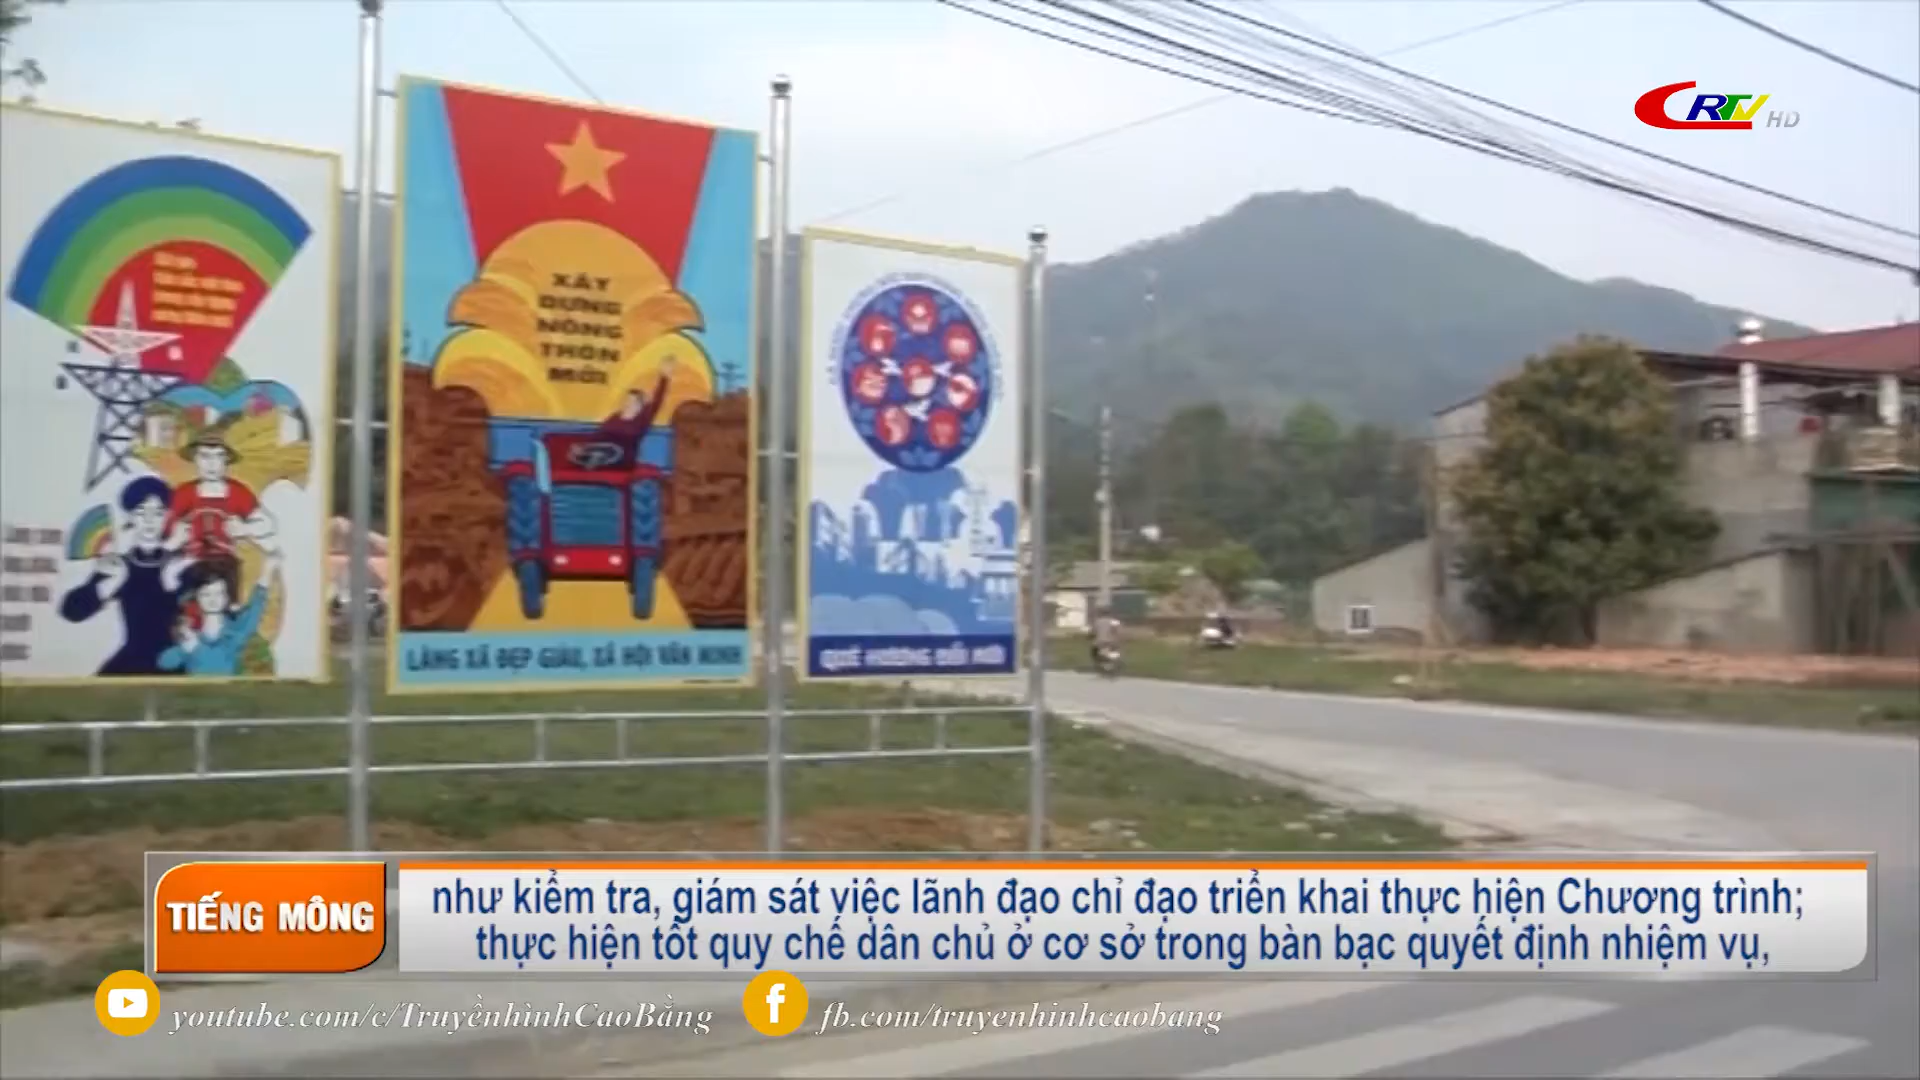 CRTV HD
XÂY
DỰNG
NÔNG
THÔN
MỚI
LÀNG XÃ ĐẸP GIÀU, XÃ HỘI VĂN MINH
QUÊ HƯƠNG ĐỔI MỚI
TIẾNG MÔNG
như kiểm tra, giám sát việc lãnh đạo chỉ đạo triển khai thực hiện Chương trình;
thực hiện tốt quy chế dân chủ ở cơ sở trong bàn bạc quyết định nhiệm vụ,
youtube.com/c/TruyềnhìnhCaoBằng
fb.com/truyenhinhcaobang